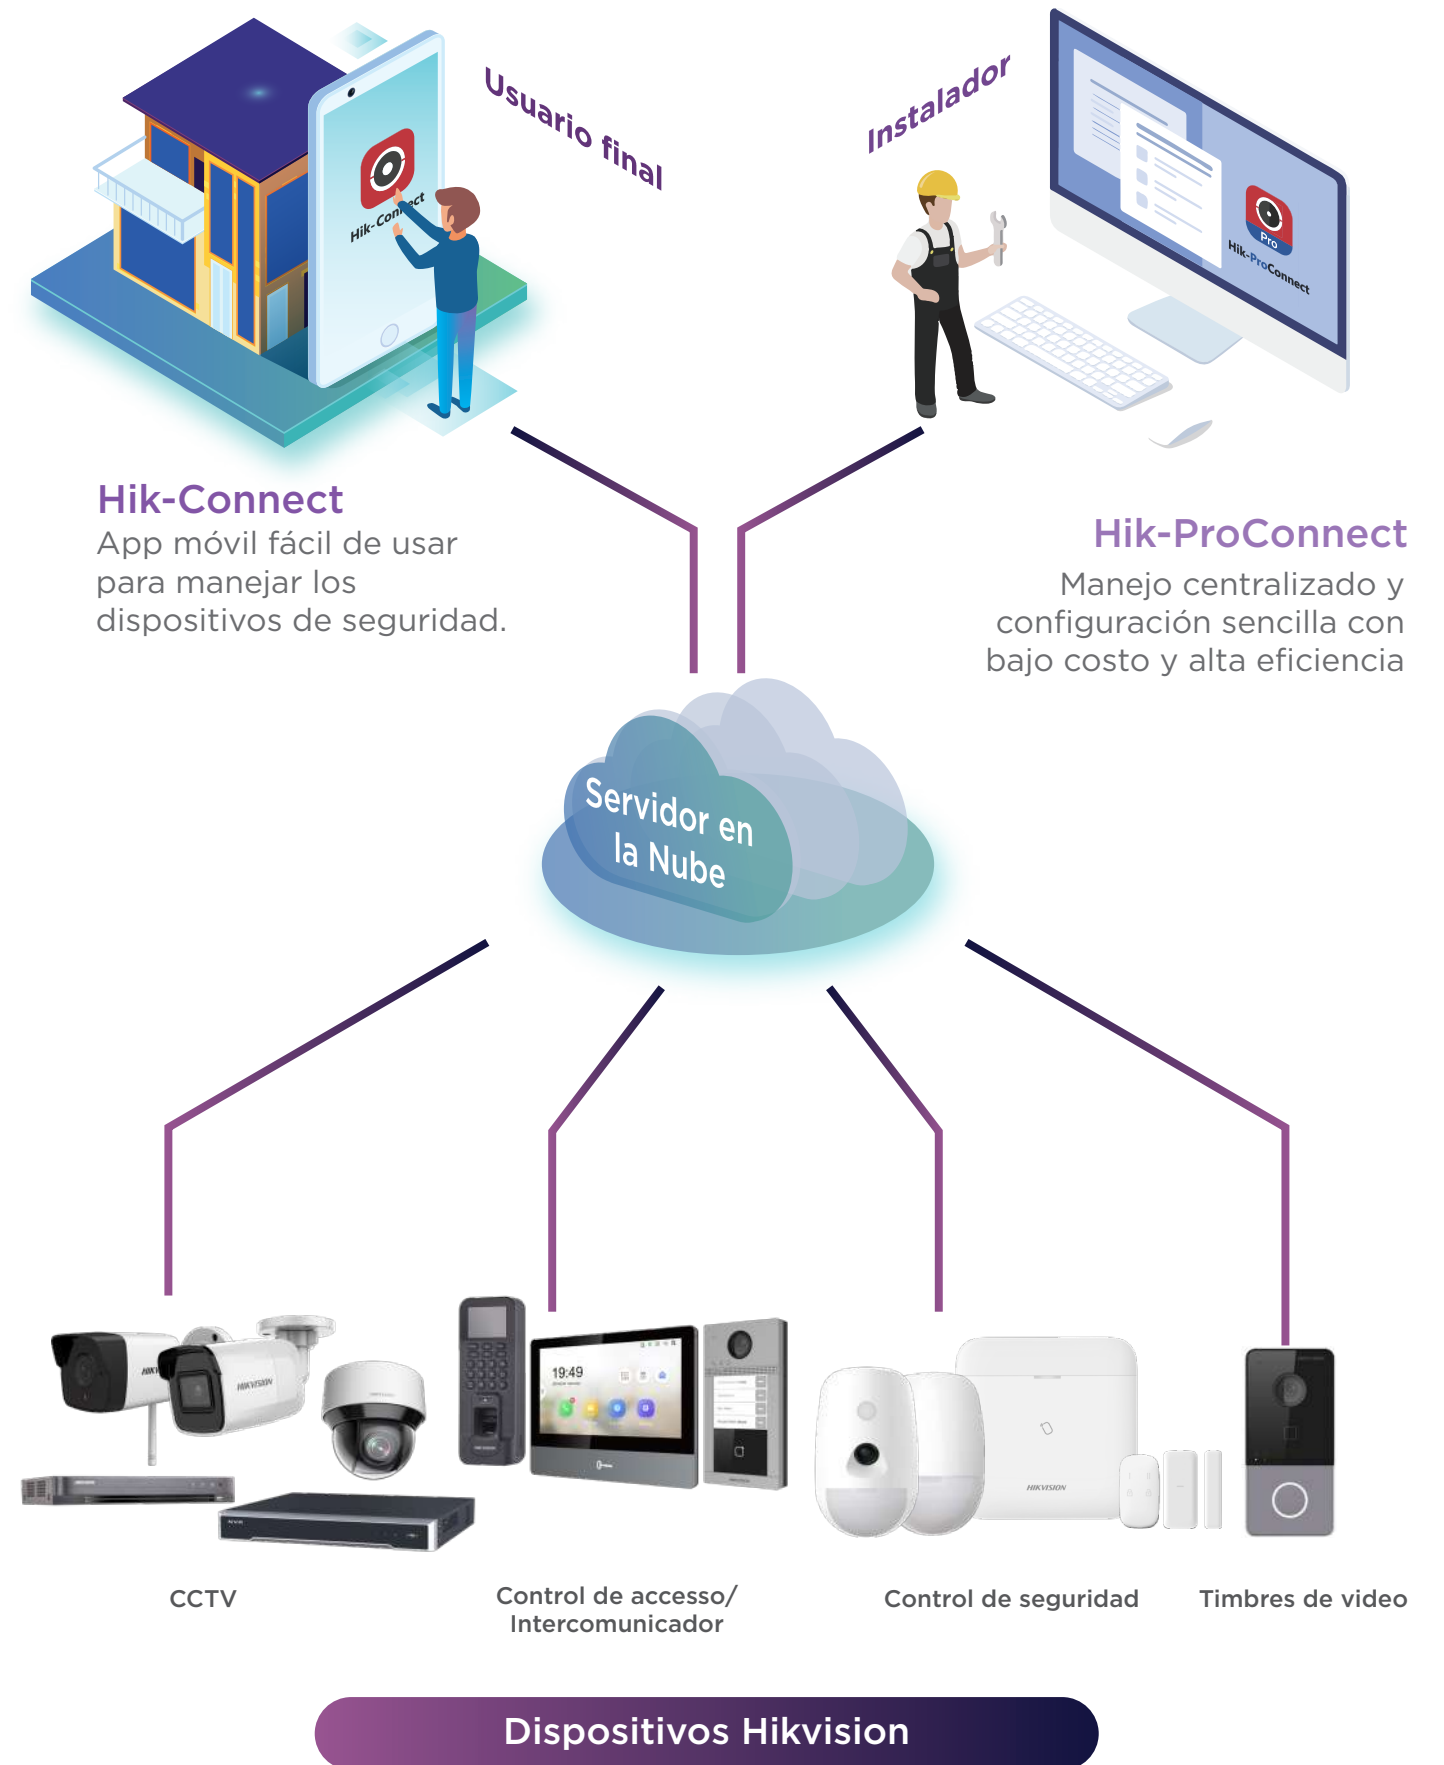 Usuario final
Instalador
Hik-Connect
Pro
Hik-ProConnect
Hik-Connect
App móvil fácil de usar
para manejar los
dispositivos de seguridad.
Hik-ProConnect
Manejo centralizado y
configuración sencilla con
bajo costo y alta eficiencia
Servidor en
la Nube
HIKVISION
19:49
HIKVISION
CCTV
Control de accesso/
Intercomunicador
Control de seguridad
Timbres de video
Dispositivos Hikvision